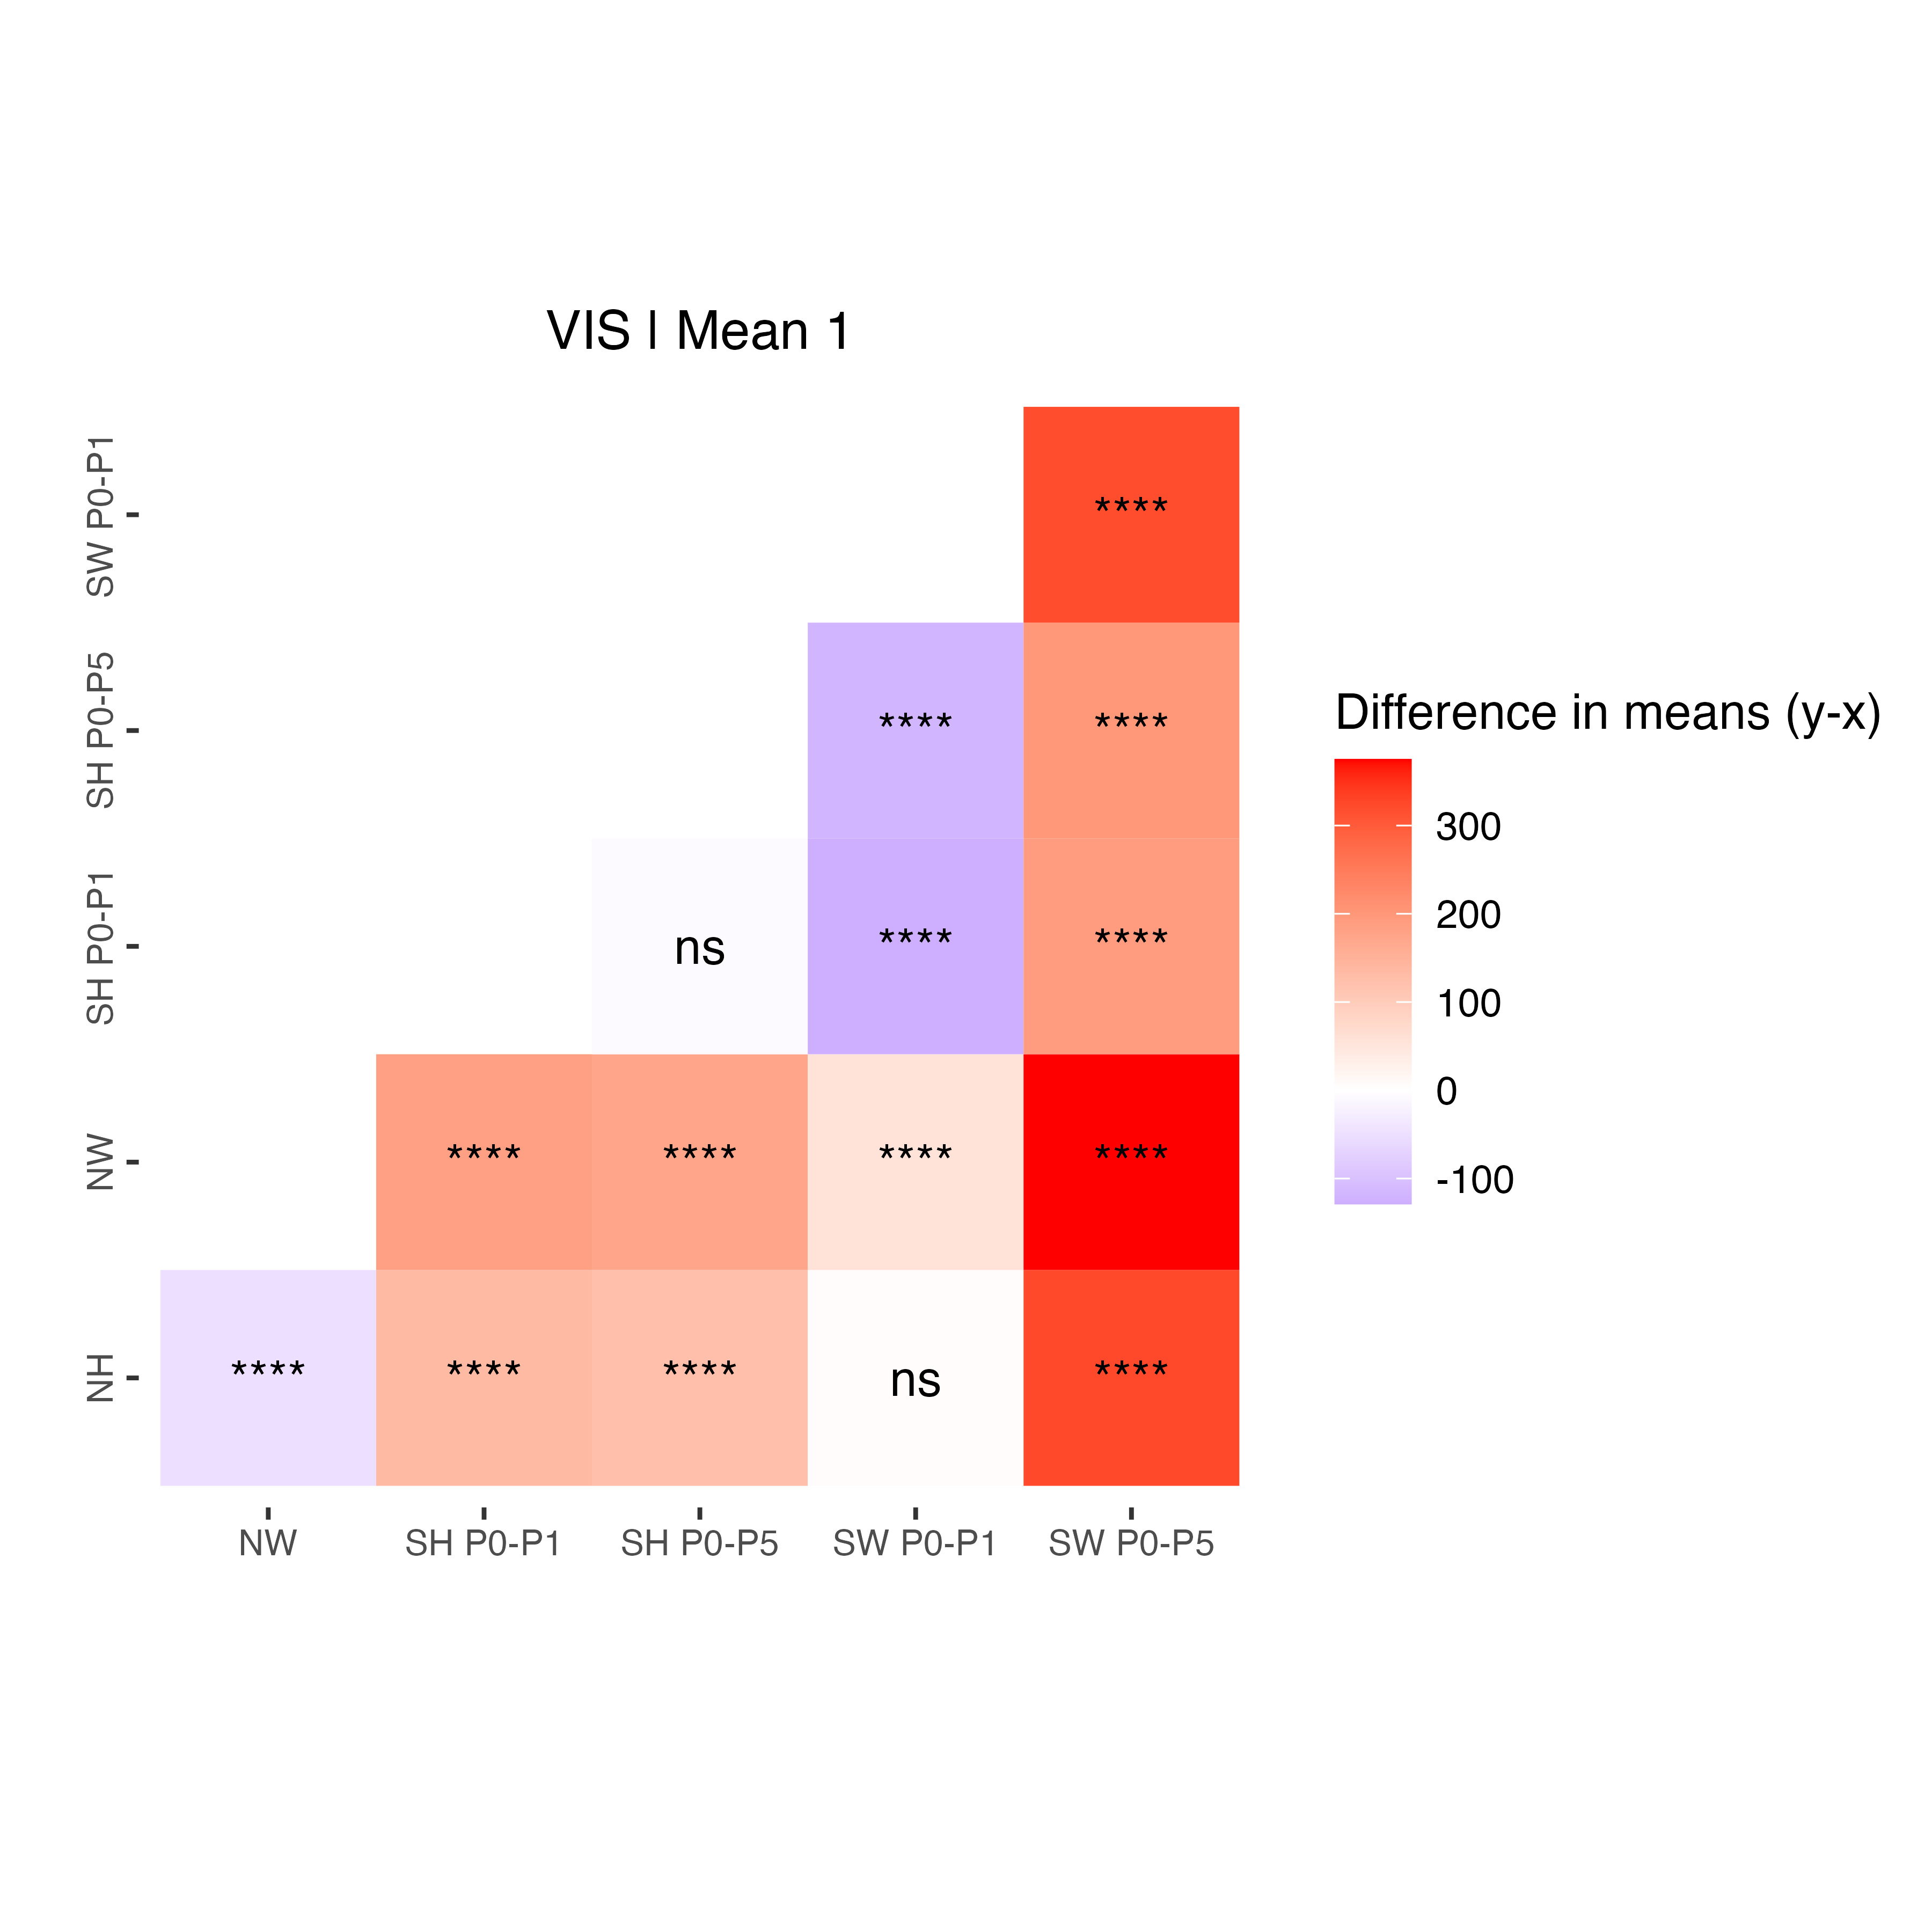 VIS | Mean 1
SW P0-P1
SH P0-P5
SH P0-P1
NW
NH
****
**** ****
ns **** ****
**** **** **** ****
**** **** **** ns ****
NW SH P0-P1 SH P0-P5 SW P0-P1 SW P0-P5
Difference in means (y-x)
300
200
100
0
-100